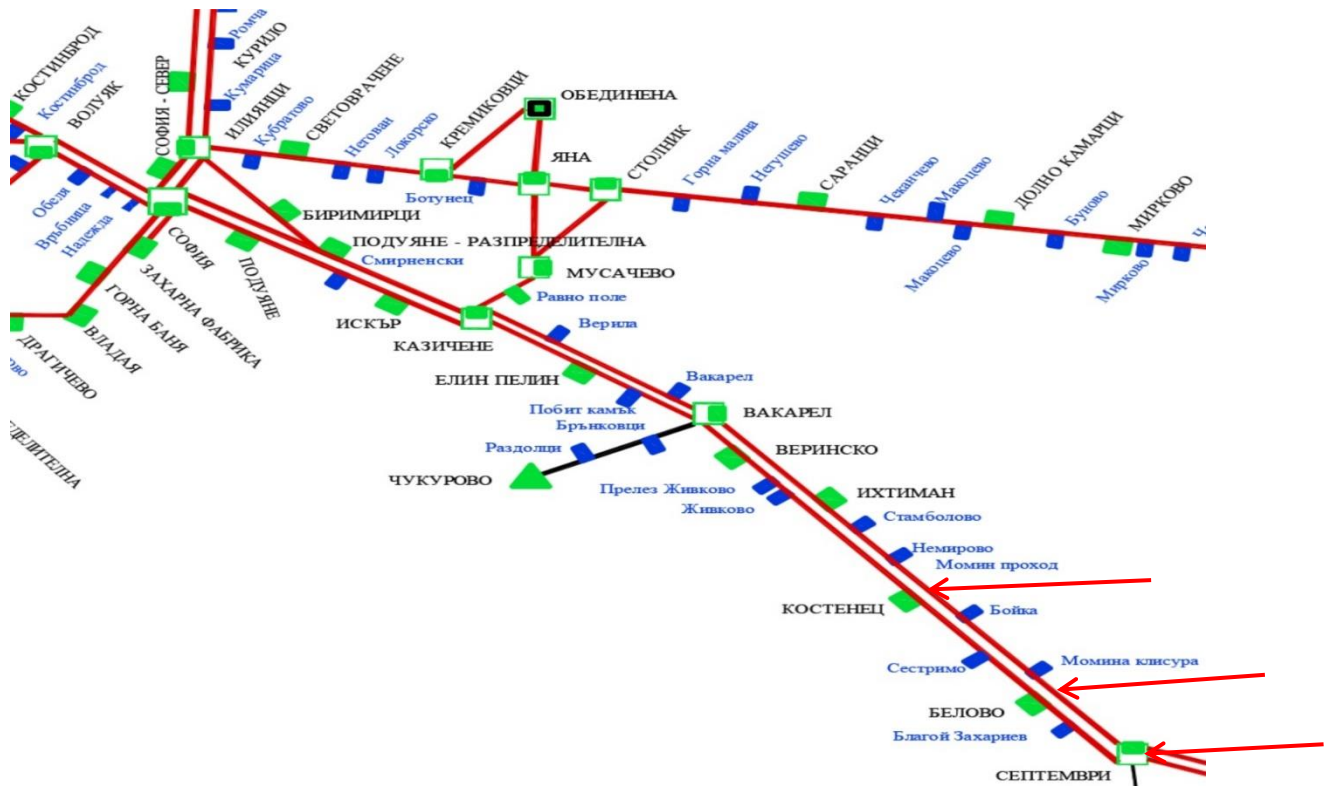 Ромча
КУРИЛО
Кумарица
КОСТИНБРОД
Костинброд
ВОЛУЯК
СОФИЯ - СЕВЕР
ИЛИЯНЦИ
Кубратово
СВЕТОВРАЧЕНЕ
Негован
Локорско
КРЕМИКОВЦИ
ОБЕДИНЕНА
ЯНА
СТОЛНИК
Горна малина
Негушево
САРАНЦИ
Чеканчево
Макоцево
ДОЛНО КАМАРЦИ
Буново
МИРКОВО
Мирково
Макоцево
Ботунец
Обеля
Връбница
Надежда
СОФИЯ
БИРИМИРЦИ
ПОДУЯНЕ - РАЗПРЕДЕЛИТЕЛНА
Смирненски
ПОДУЯНЕ
МУСАЧЕВО
Равно поле
ЗАХАРНА ФАБРИКА
ГОРНА БАНЯ
ВЛАДАЯ
ДРАГИЧЕВО
ИСКЪР
КАЗИЧЕНЕ
Верила
ЕЛИН ПЕЛИН
Вакарел
Побит камък
ВАКАРЕЛ
Брънковци
Раздолци
ЧУКУРОВО
ВЕРИНСКО
Прелез Живково
Живково
ИХТИМАН
Стамболово
Немирово
Момин проход
КОСТЕНЕЦ
Бойка
Сестримо
Момина клисура
БЕЛОВО
Благой Захариев
СЕПТЕМВРИ